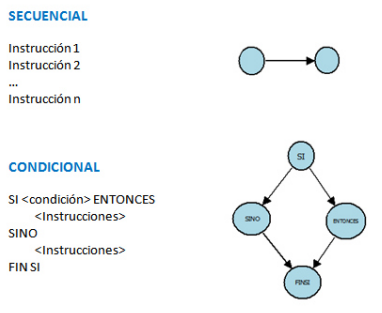 SECUENCIAL
Instrucción 1
Instrucción 2
...
Instrucción n
CONDICIONAL
SI <condición> ENTONCES
<Instrucciones>
SINO
<Instrucciones>
FIN SI
SI
SINO
ENTONCES
FINSI